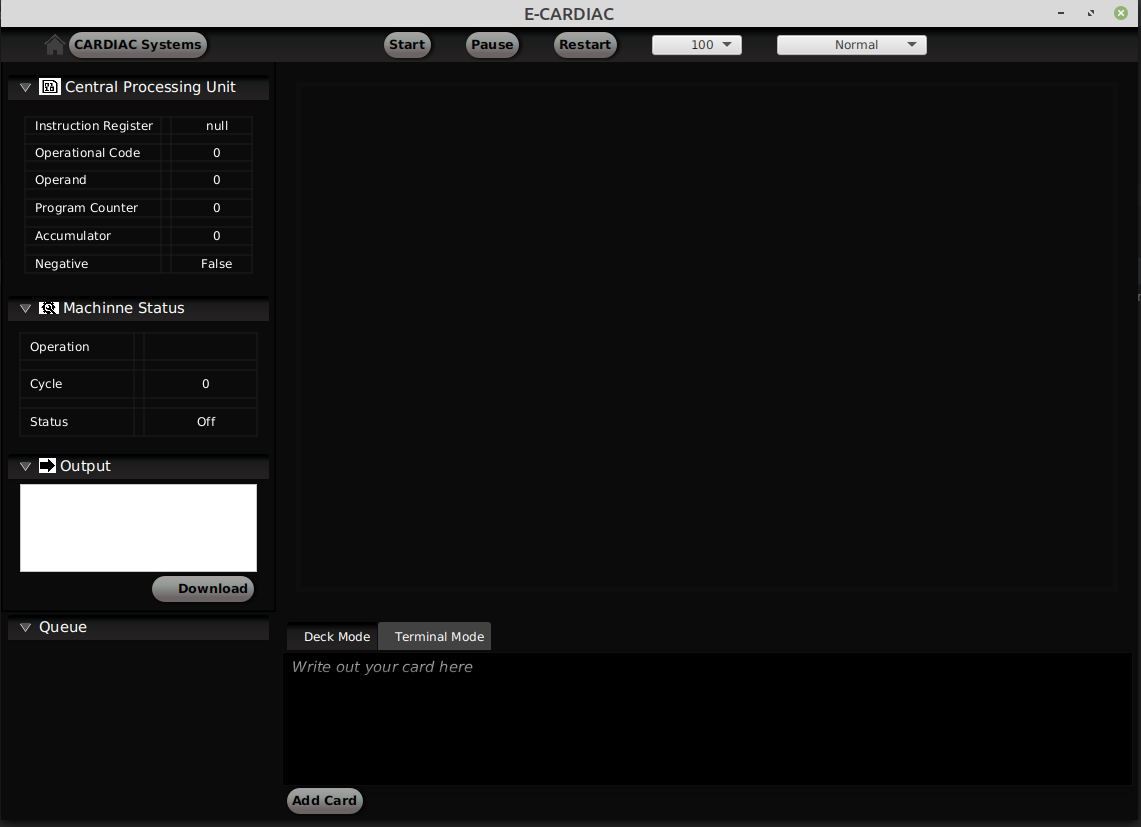 E-CARDIAC
CARDIAC Systems Start Pause Restart 100 Normal
Central Processing Unit
Instruction Register null
Operational Code 0
Operand 0
Program Counter 0
Accumulator 0
Negative False
Machinne Status
Operation
Cycle 0
Status Off
Output
Download
Queue
Deck Mode Terminal Mode
Write out your card here
Add Card